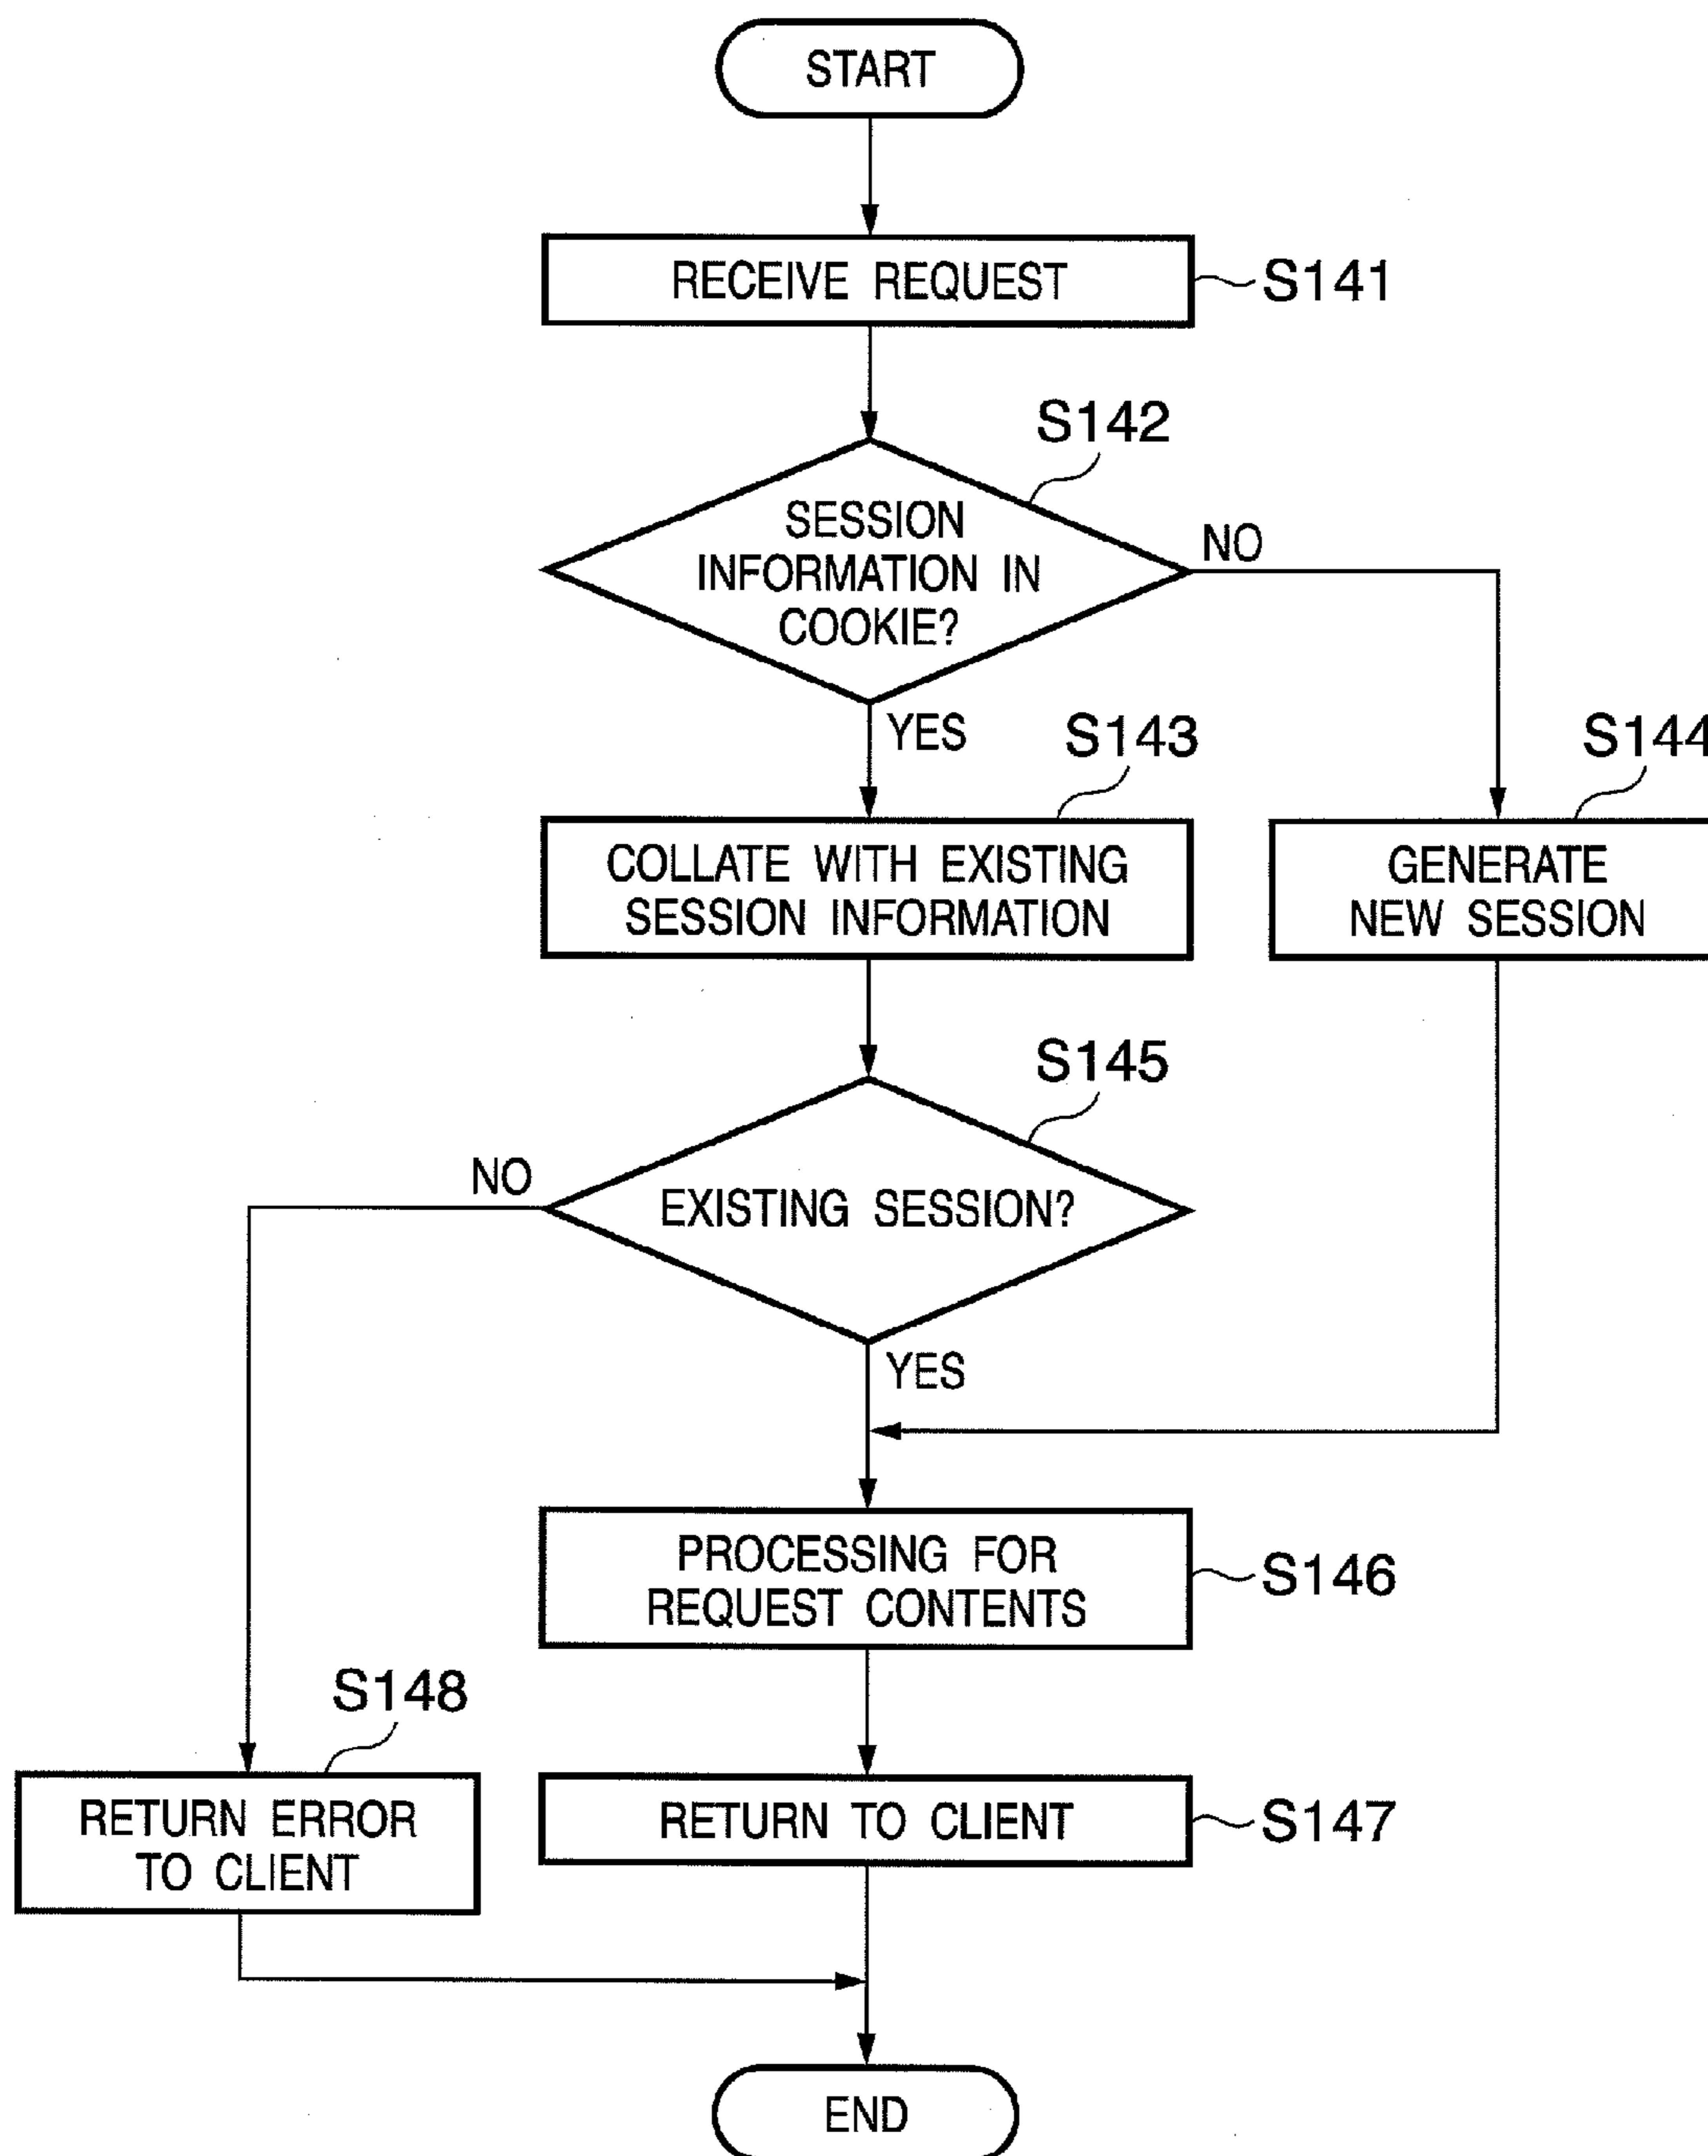 START
RECEIVE REQUEST
S141
S142
SESSION
INFORMATION IN
COOKIE?
NO
YES
S143
S144
COLLATE WITH EXISTING
SESSION INFORMATION
GENERATE
NEW SESSION
S145
NO
EXISTING SESSION?
YES
PROCESSING FOR
REQUEST CONTENTS
S146
S148
RETURN ERROR
TO CLIENT
RETURN TO CLIENT
S147
END